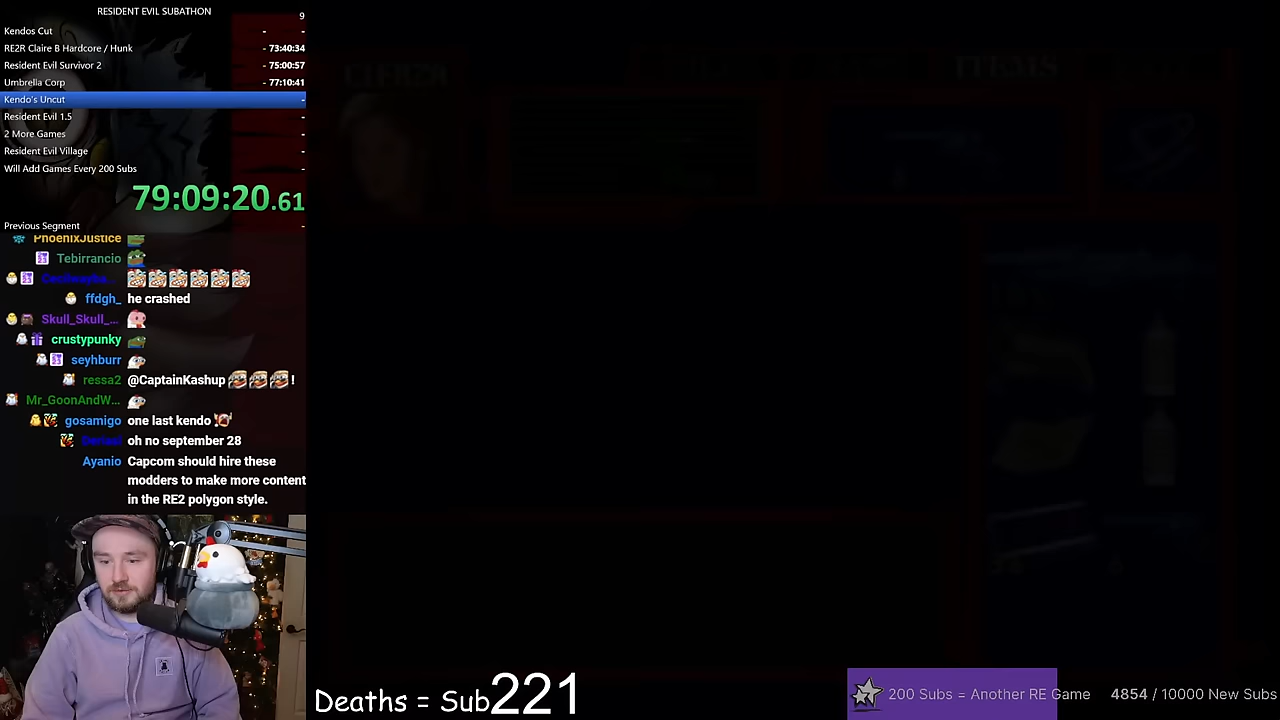 RESIDENT EVIL SUBATHON
9
Kendos Cut - -
RE2R Claire B Hardcore / Hunk - 73:40:34
Resident Evil Survivor 2 - 75:00:57
Umbrella Corp - 77:10:41
Kendo's Uncut -
Resident Evil 1.5 -
2 More Games -
Resident Evil Village -
Will Add Games Every 200 Subs -
79:09:20.61
Previous Segment -
PhoenixJustice
Tebirrancio
ffdgh_ he crashed
Skull_Skull_...
crustypunky
seyhburr
ressa2 @CaptainKashup !
Mr_GoonAndW...
gosamigo one last kendo
oh no september 28
Ayanio Capcom should hire these
modders to make more content
in the RE2 polygon style.
ITEMS
Deaths = Sub 221
200 Subs = Another RE Game 4854 / 10000 New Subs